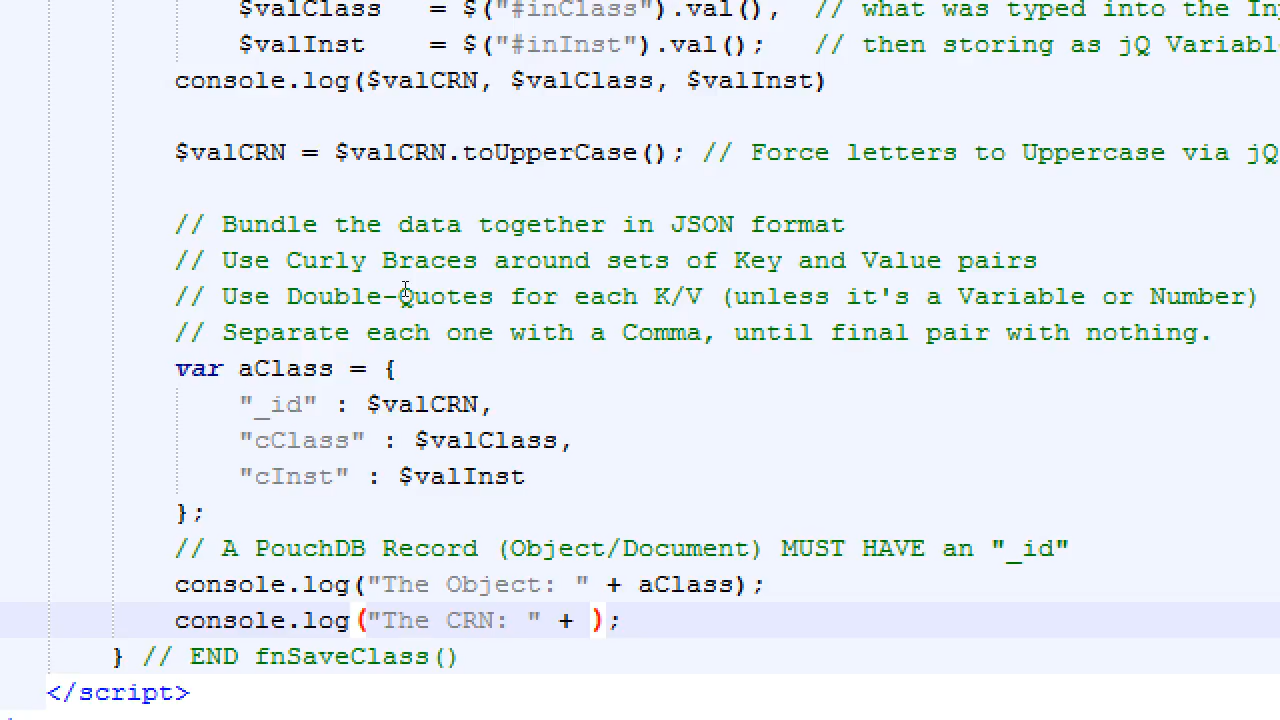 $valClass   = $("#inClass").val(),  // what was typed into the
$valInst    = $("#inInst").val();   // then storing as jQ
console.log($valCRN, $valClass, $valInst)
$valCRN = $valCRN.toUpperCase(); // Force letters to Uppercase via jQ
// Bundle the data together in JSON format
// Use Curly Braces around sets of Key and Value pairs
// Use Double-Quotes for each K/V (unless it's a Variable or Number)
// Separate each one with a Comma, until final pair with nothing.
var aClass = {
"_id" : $valCRN,
"cClass" : $valClass,
"cInst" : $valInst
};
// A PouchDB Record (Object/Document) MUST HAVE an "_id"
console.log("The Object: " + aClass);
console.log("The CRN: " + );
} // END fnSaveClass()
</script>